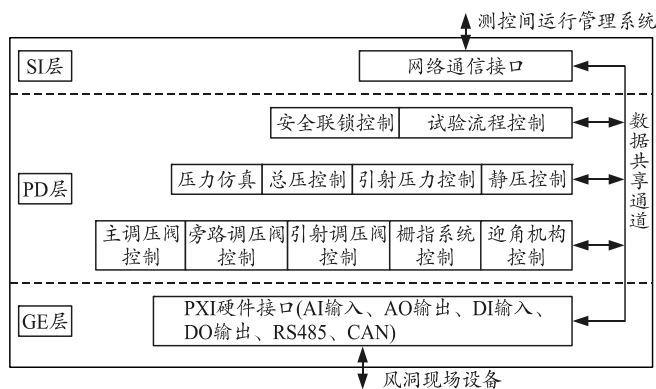 测控间运行管理系统
SI层
网络通信接口
安全联锁控制 试验流程控制
数据共享通道
PD层
压力仿真 总压控制 引射压力控制 静压控制
主调压阀 旁路调压阀 引射调压阀 栅指系统 迎角机构
控制 控制 控制 控制 控制
GE层
PXI硬件接口(AI输入、AO输出、DI输入、
DO输出、RS485、CAN)
风洞现场设备